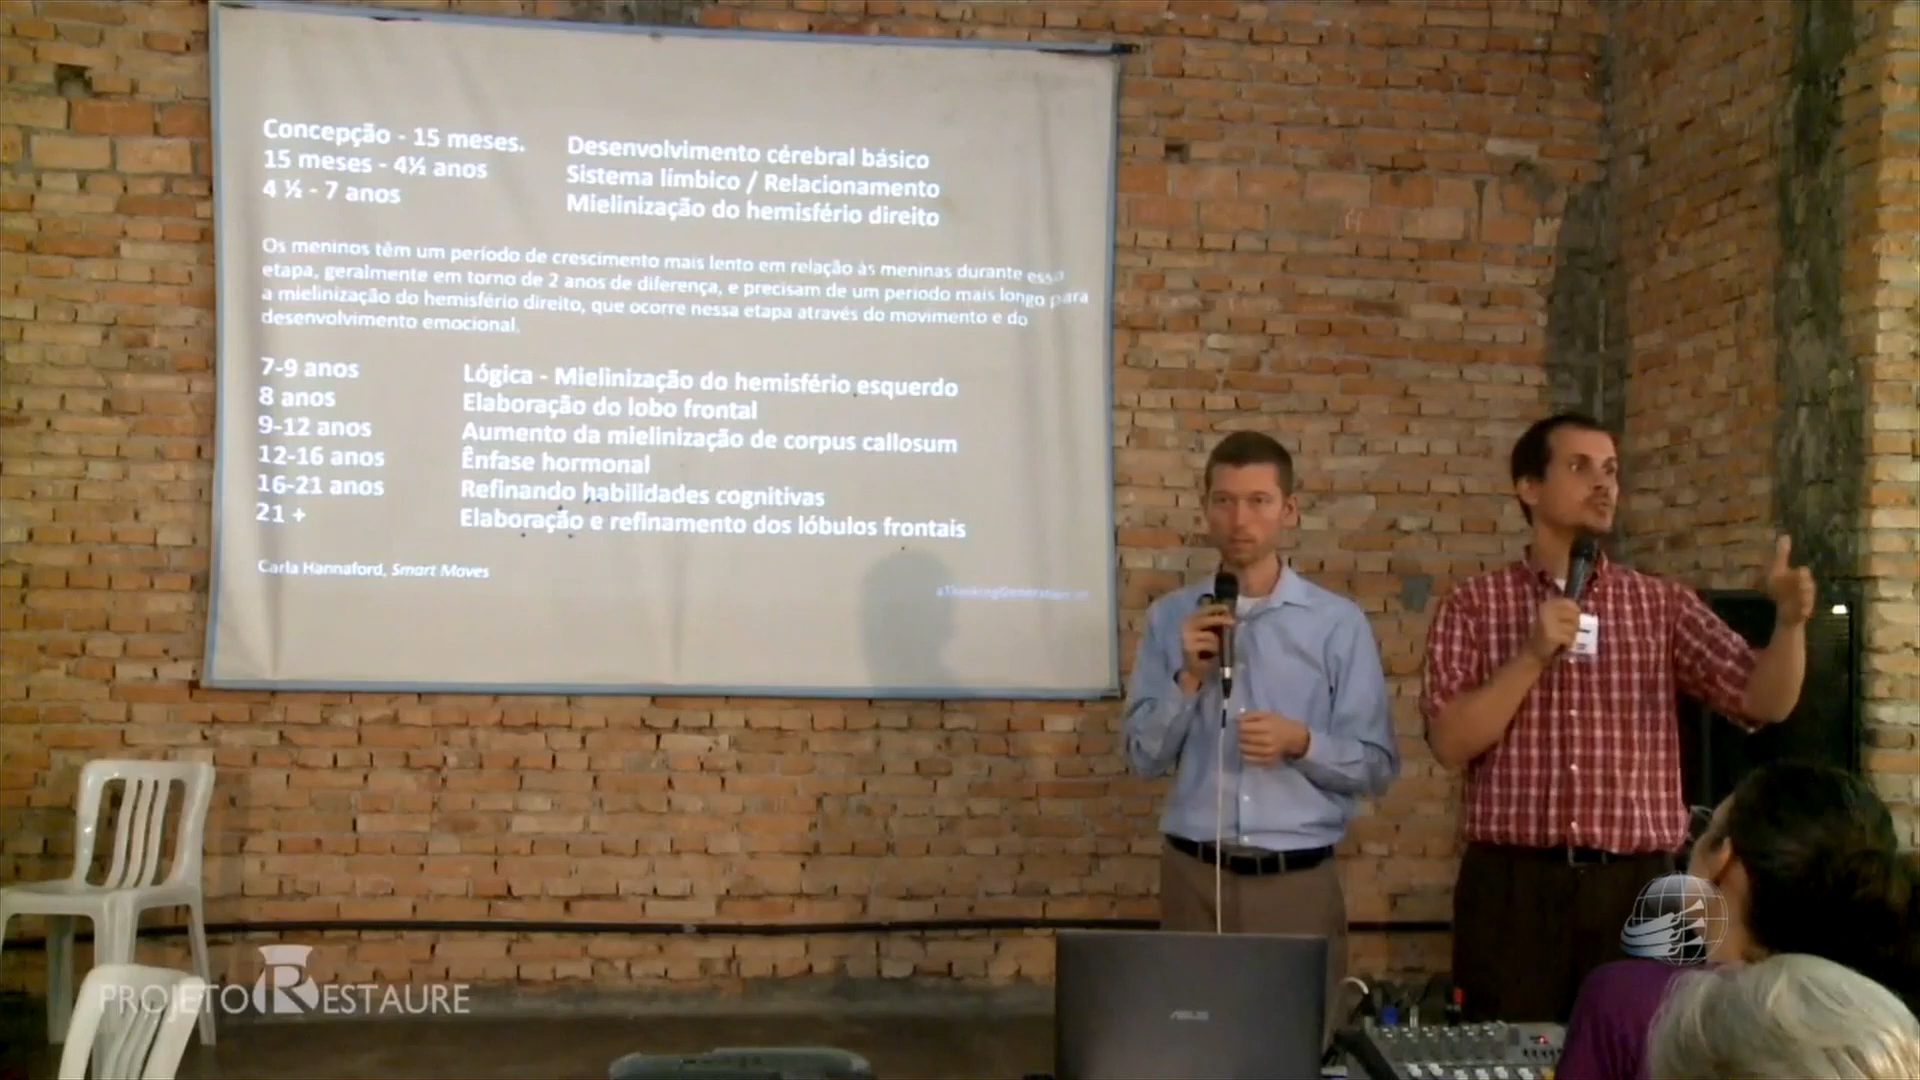 Concepção - 15 meses. Desenvolvimento cerebral básico
15 meses - 4½ anos Sistema límbico / Relacionamento
4 ½ - 7 anos Mielinização do hemisfério direito
Os meninos têm um período de crescimento mais lento em relação às meninas durante essa
etapa, geralmente em torno de 2 anos de diferença, e precisam de um período mais longo para
a mielinização do hemisfério direito, que ocorre nessa etapa através do movimento e do
desenvolvimento emocional.
7-9 anos Lógica - Mielinização do hemisfério esquerdo
8 anos Elaboração do lobo frontal
9-12 anos Aumento da mielinização de corpus callosum
12-16 anos Ênfase hormonal
16-21 anos Refinando habilidades cognitivas
21 + Elaboração e refinamento dos lóbulos frontais
Carla Hannaford, Smart Moves
PROJETO RESTAURE
ASUS